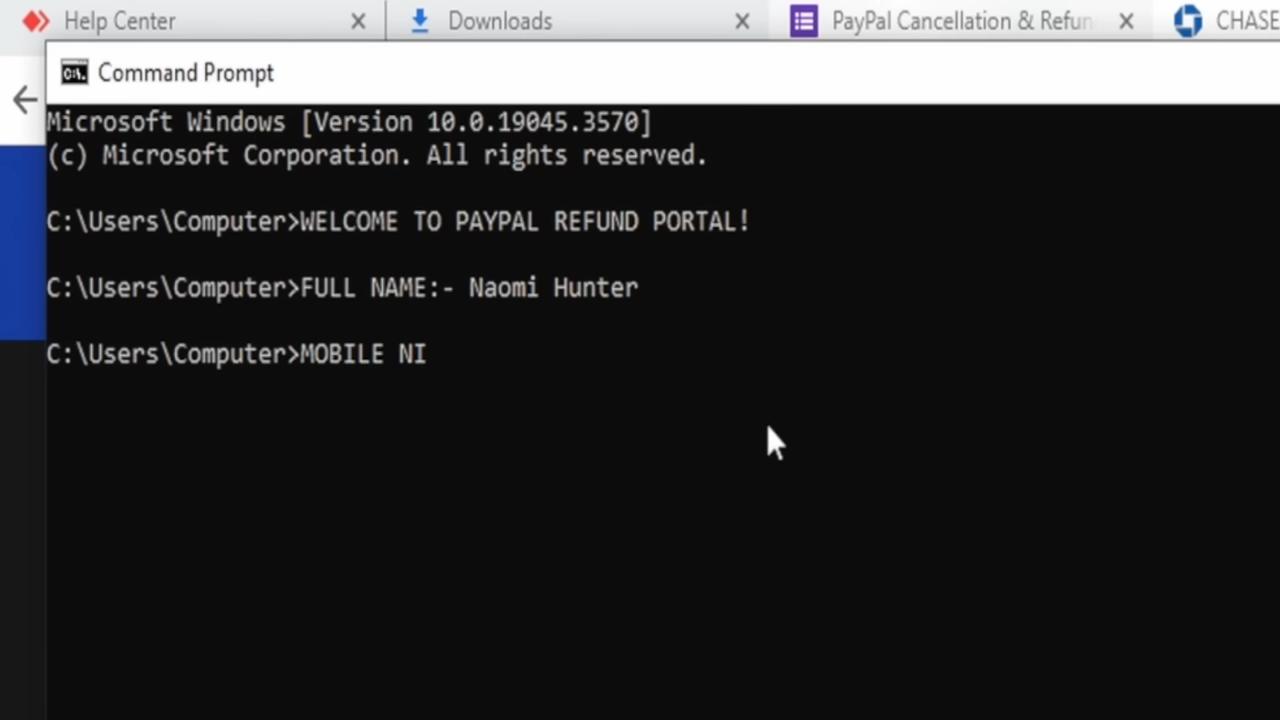 Help Center
Downloads
PayPal Cancellation & Refun
CHASE
Command Prompt
Microsoft Windows [Version 10.0.19045.3570]
(c) Microsoft Corporation. All rights reserved.
C:\Users\Computer>WELCOME TO PAYPAL REFUND PORTAL!
C:\Users\Computer>FULL NAME:- Naomi Hunter
C:\Users\Computer>MOBILE NI